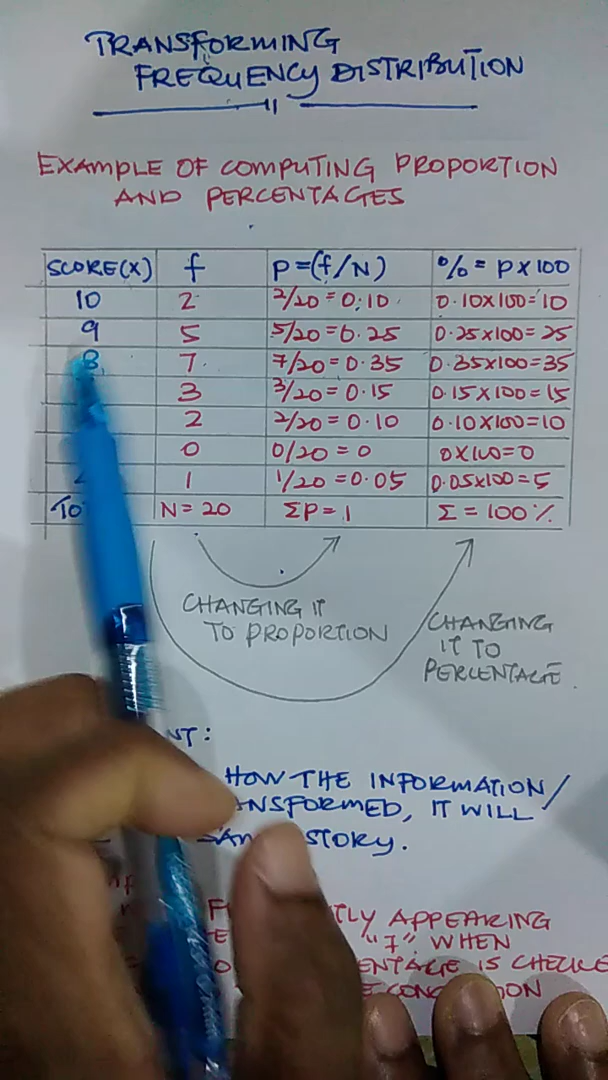 TRANSFORMING
FREQUENCY DISTRIBUTION
EXAMPLE OF COMPUTING PROPORTION
AND PERCENTAGES
SCORE(X) f P=(f/N) % = P X 100
10 2 2/20=0.10 0.10X100=10
9 5 5/20=0.25 0.25X100=25
8 7 7/20=0.35 0.35X100=35
3 3/20=0.15 0.15X100=15
2 2/20=0.10 0.10X100=10
0 0/20=0 0X100=0
1 1/20=0.05 0.05X100=5
N=20 ΣP=1 Σ=100%
CHANGING IT
TO PROPORTION
CHANGING
IT TO
PERCENTAGE
HOW THE INFORMATION/
IT WILL
STORY.
APPEARING
"7" WHEN
IS